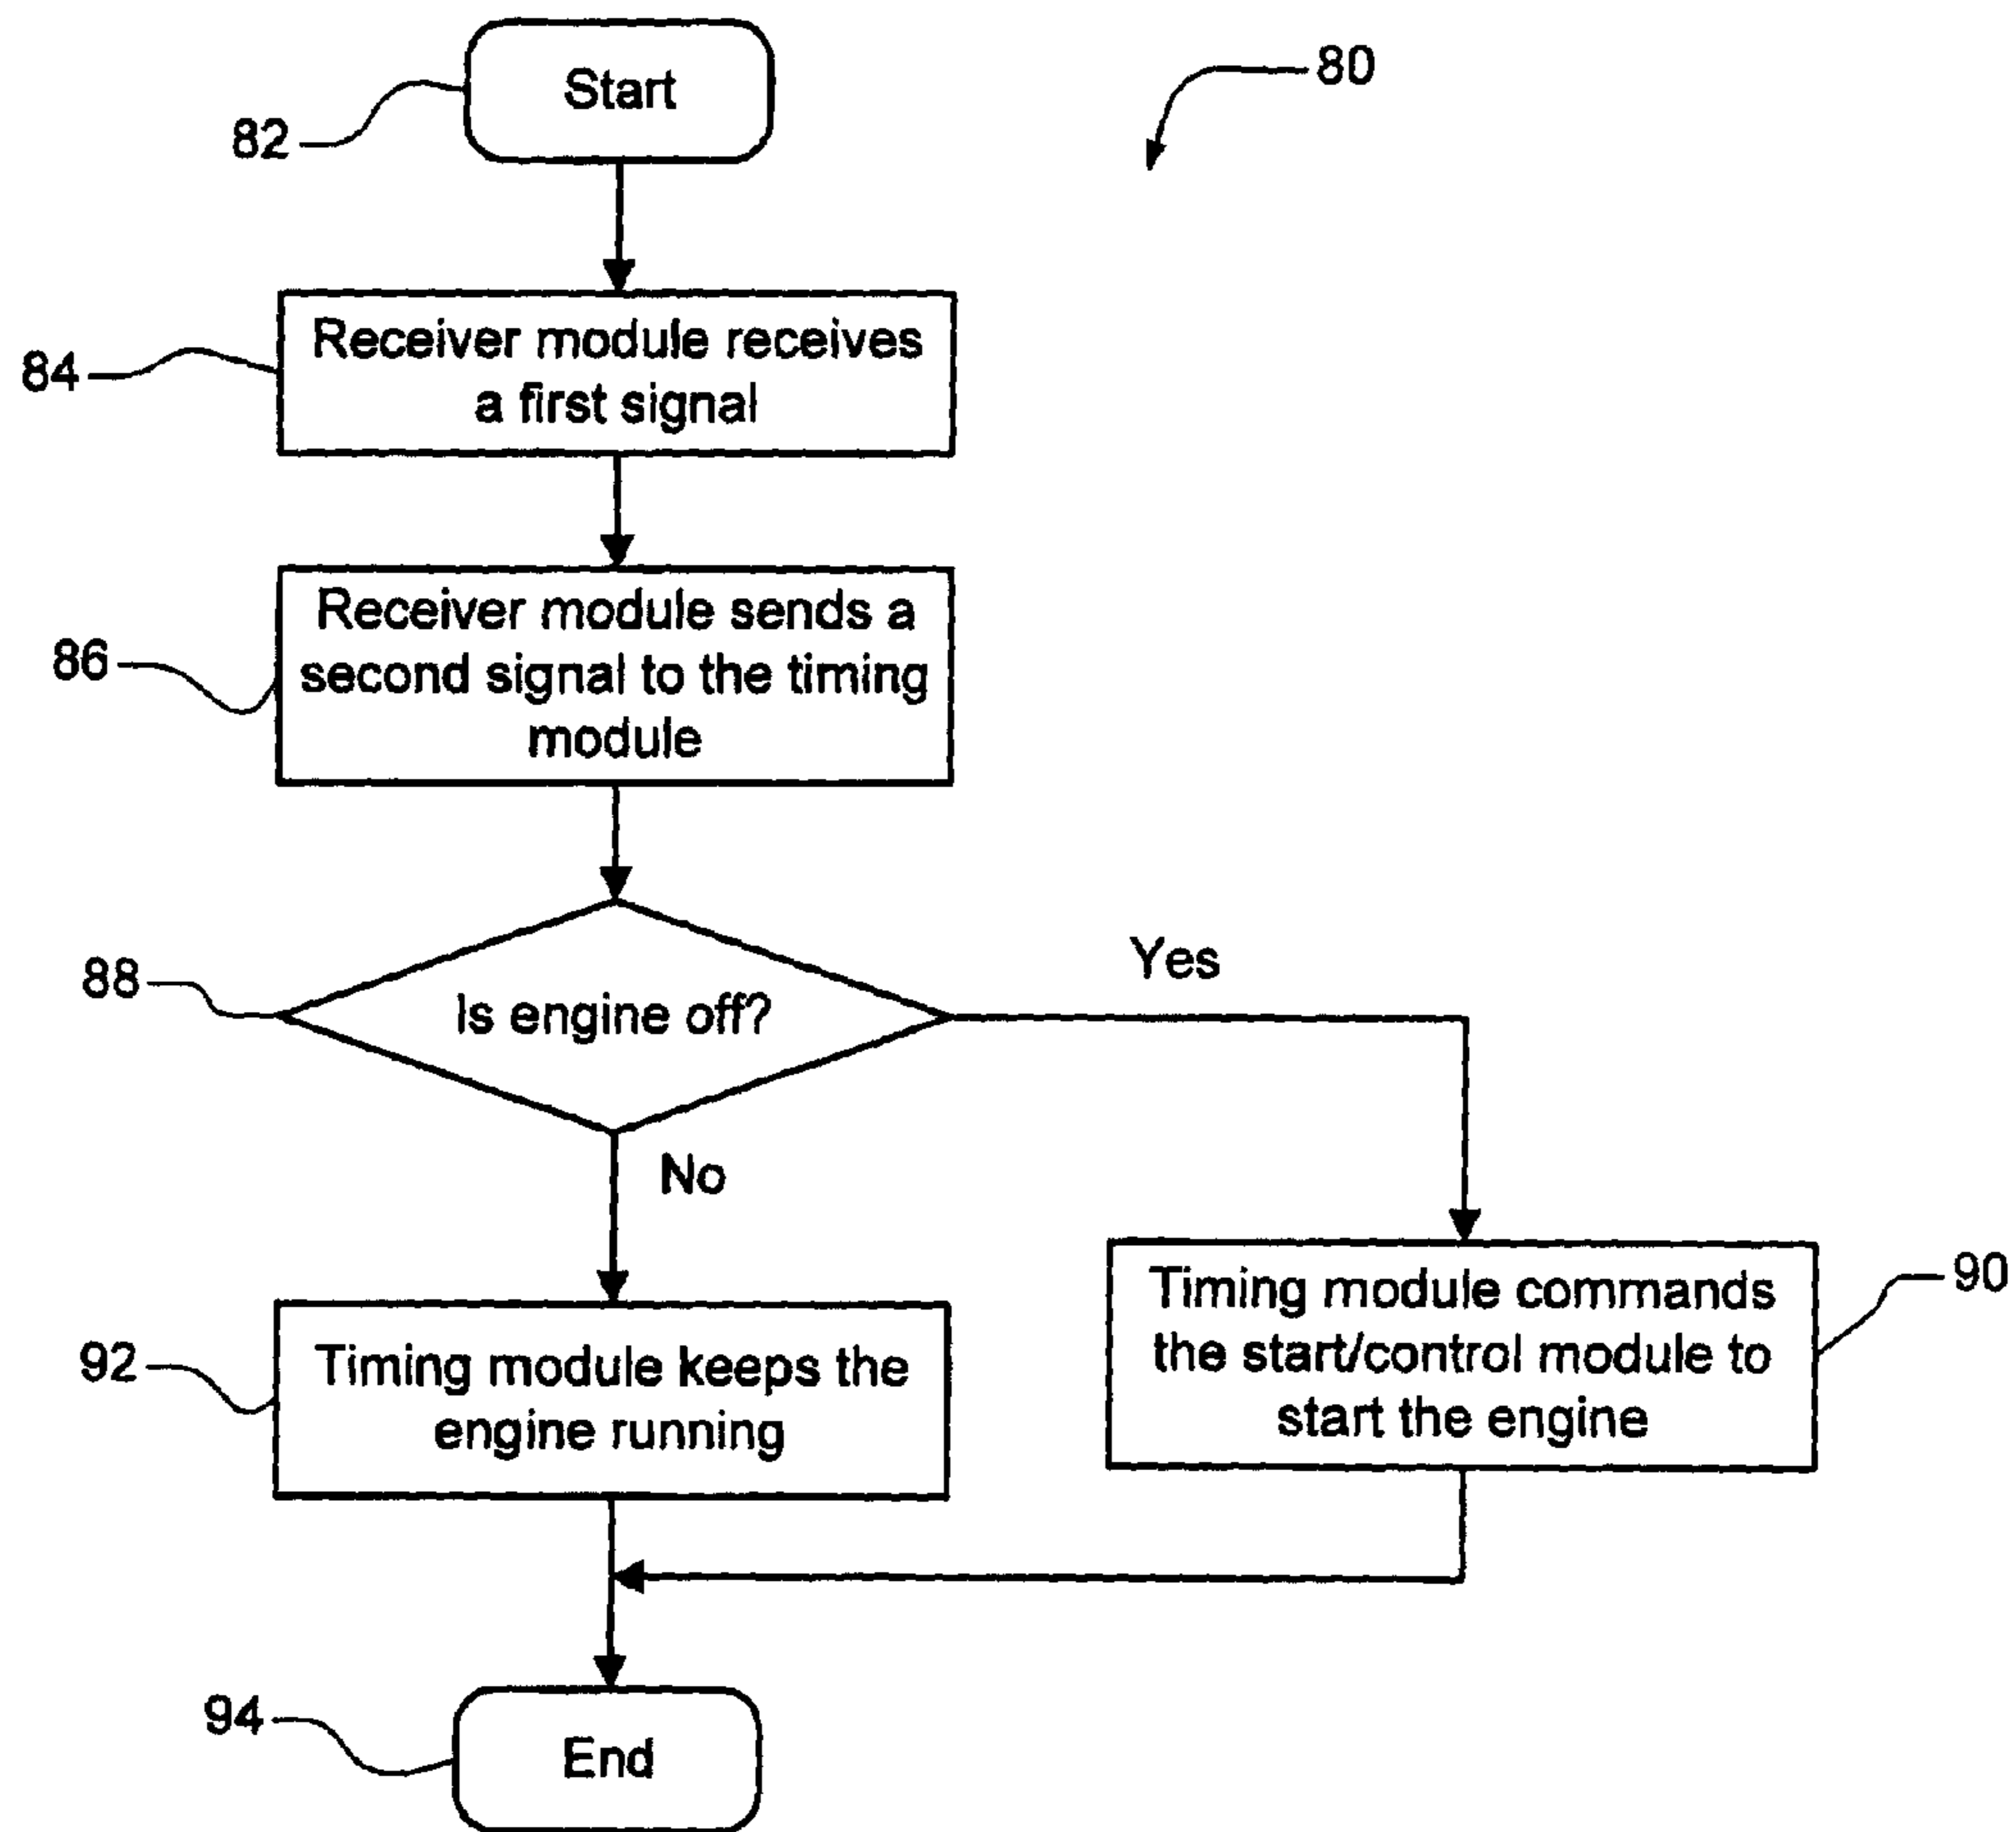 Start
80
82
Receiver module receives
a first signal
84
Receiver module sends a
second signal to the timing
module
86
88
Is engine off?
Yes
No
Timing module commands
the start/control module to
start the engine
90
92
Timing module keeps the
engine running
94
End